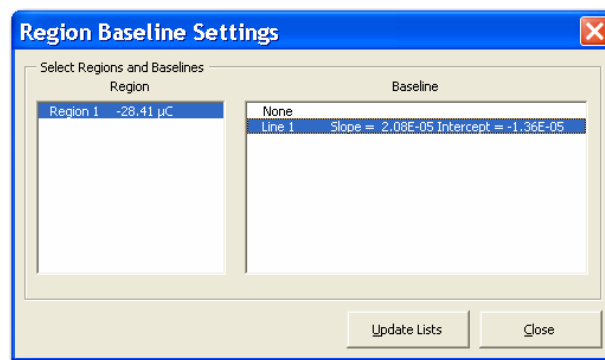 Region Baseline Settings
Select Regions and Baselines
Region
Baseline
Region 1 -28.41 µC
None
Line 1 Slope = 2.08E-05 Intercept = -1.36E-05
Update Lists
Close